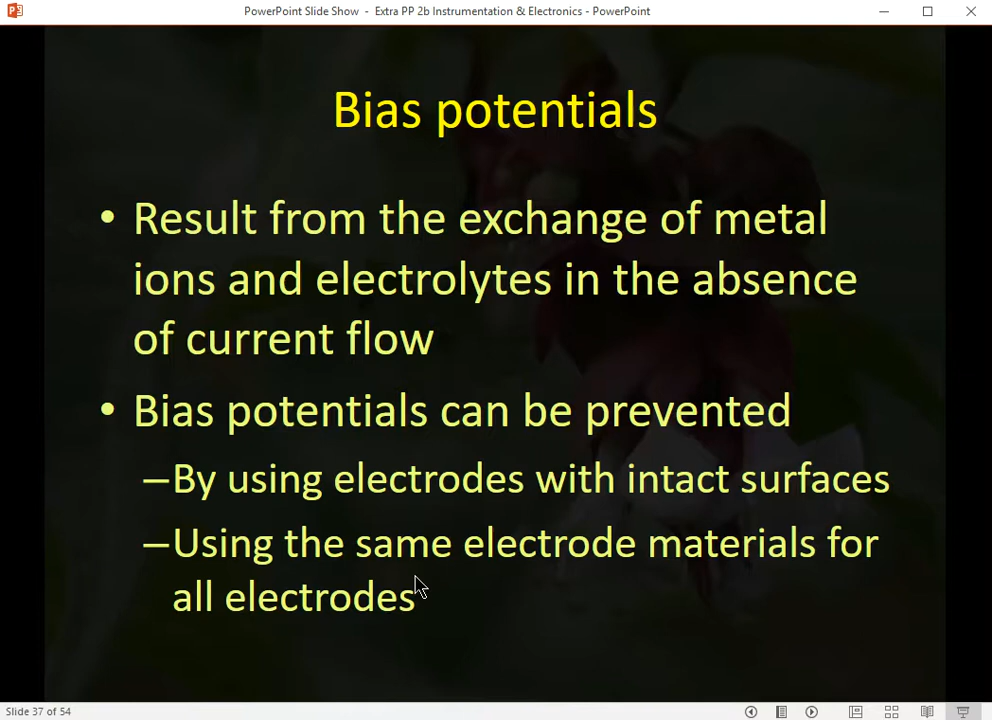 PowerPoint Slide Show - Extra PP 2b Instrumentation & Electronics - PowerPoint
Bias potentials
• Result from the exchange of metal
ions and electrolytes in the absence
of current flow
• Bias potentials can be prevented
–By using electrodes with intact surfaces
–Using the same electrode materials for
all electrodes
Slide 37 of 54